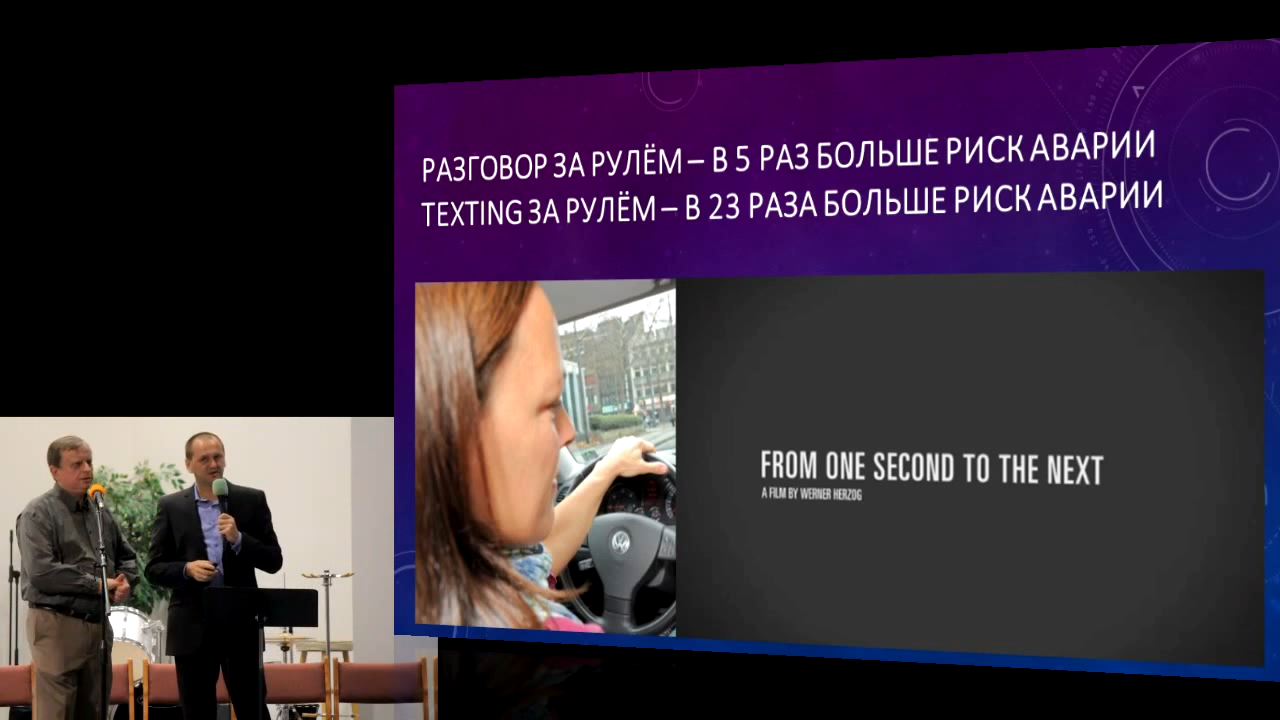 РАЗГОВОР ЗА РУЛЁМ – В 5 РАЗ БОЛЬШЕ РИСК АВАРИИ
TEXTING ЗА РУЛЁМ – В 23 РАЗА БОЛЬШЕ РИСК АВАРИИ
FROM ONE SECOND TO THE NEXT
A FILM BY WERNER HERZOG